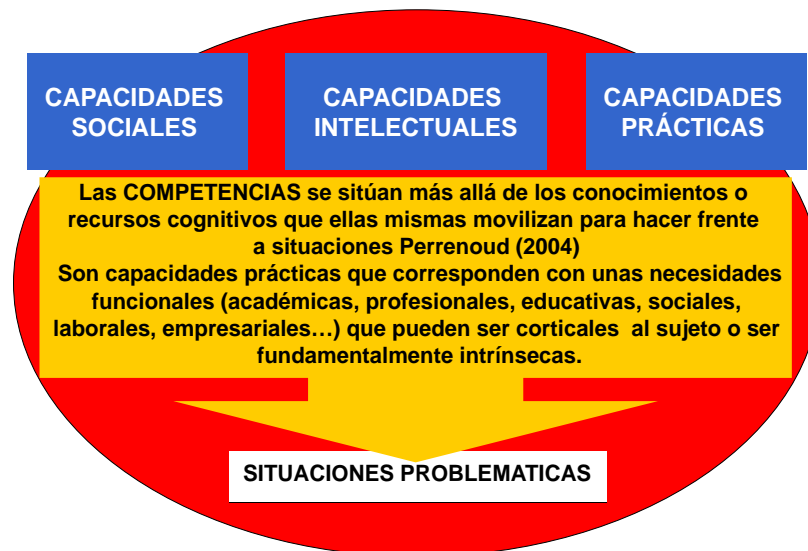 CAPACIDADES
SOCIALES
CAPACIDADES
INTELECTUALES
CAPACIDADES
PRÁCTICAS
Las COMPETENCIAS se sitúan más allá de los conocimientos o
recursos cognitivos que ellas mismas movilizan para hacer frente
a situaciones Perrenoud (2004)
Son capacidades prácticas que corresponden con unas necesidades
funcionales (académicas, profesionales, educativas, sociales,
laborales, empresariales…) que pueden ser corticales al sujeto o ser
fundamentalmente intrínsecas.
SITUACIONES PROBLEMATICAS